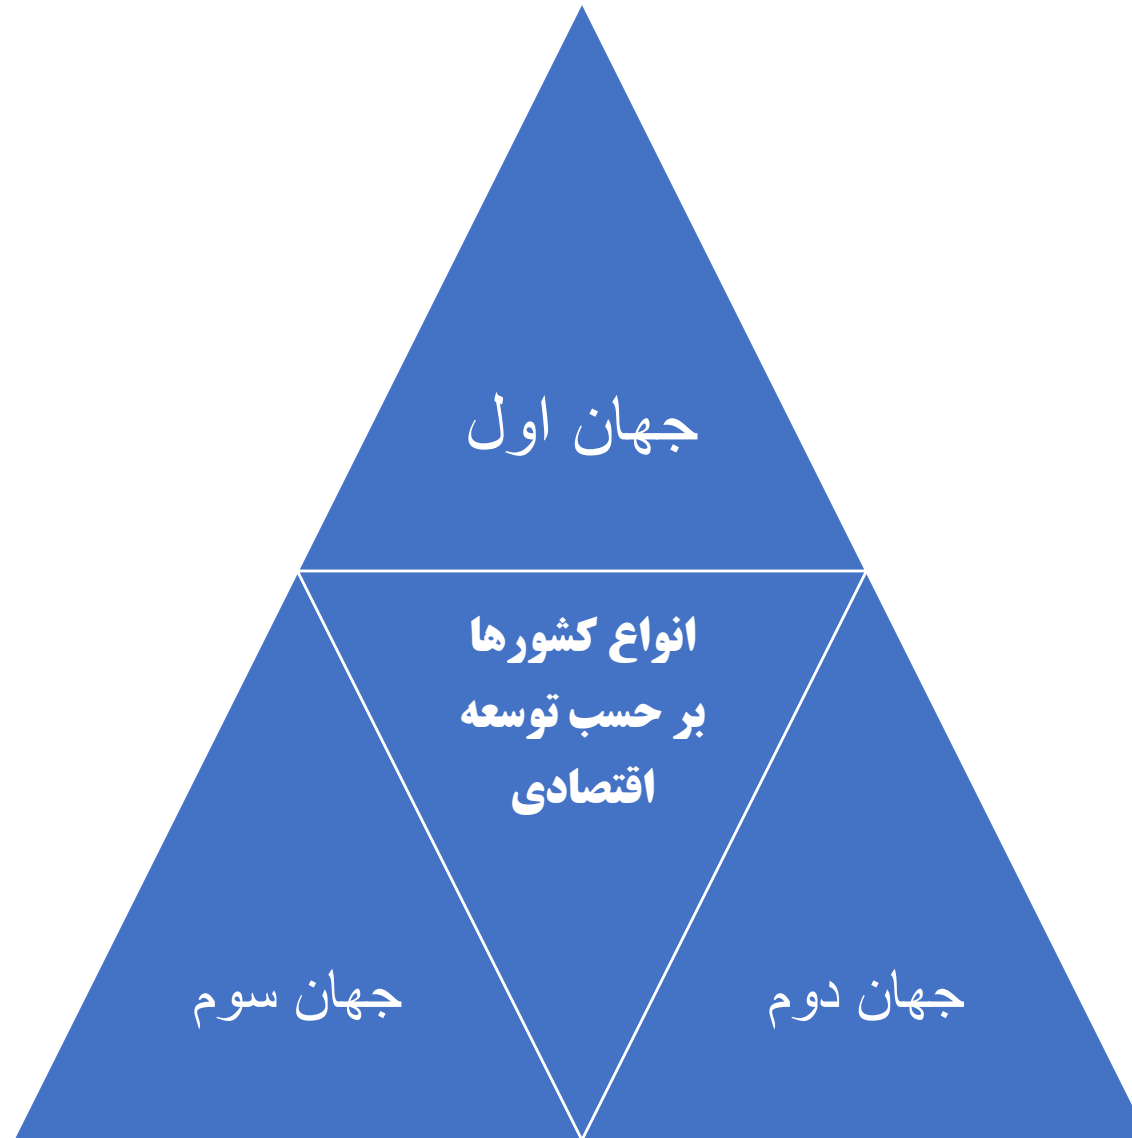 جهان اول
انواع کشورها
بر حسب توسعه
اقتصادی
جهان دوم
جهان سوم